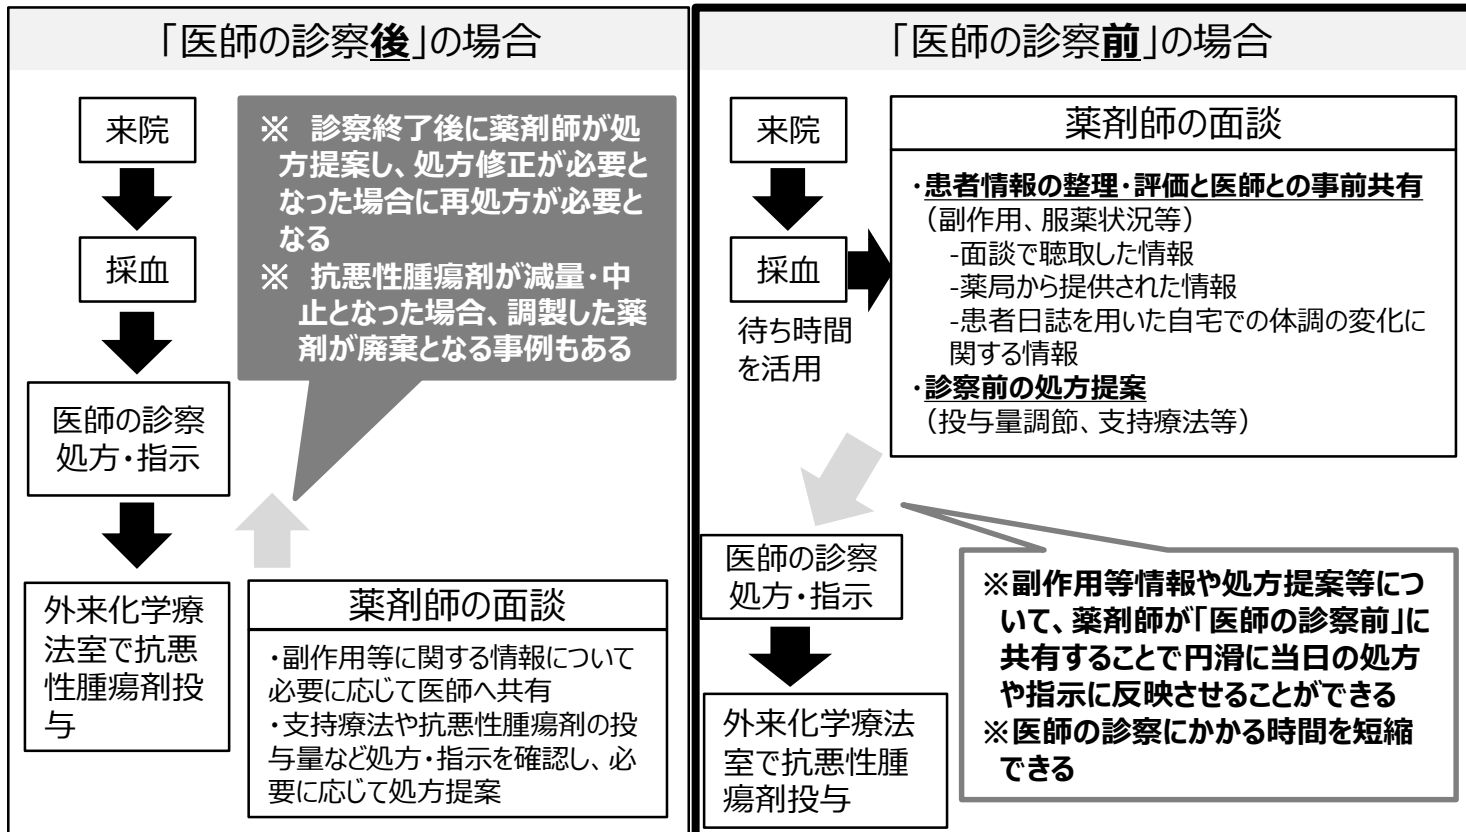 「医師の診察後」の場合
来院
採血
医師の診察
処方・指示
外来化学療
法室で抗悪
性腫瘍剤投
与
※ 診察終了後に薬剤師が処
方提案し、処方修正が必要と
なった場合に再処方が必要と
なる
※ 抗悪性腫瘍剤が減量・中
止となった場合、調製した薬
剤が廃棄となる事例もある
薬剤師の面談
・副作用等に関する情報について
必要に応じて医師へ共有
・支持療法や抗悪性腫瘍剤の投
与量など処方・指示を確認し、必
要に応じて処方提案
「医師の診察前」の場合
来院
採血
待ち時間
を活用
薬剤師の面談
・患者情報の整理・評価と医師との事前共有
（副作用、服薬状況等）
-面談で聴取した情報
-薬局から提供された情報
-患者日誌を用いた自宅での体調の変化に
関する情報
・診察前の処方提案
（投与量調節、支持療法等）
医師の診察
処方・指示
外来化学療法
室で抗悪性腫
瘍剤投与
※副作用等情報や処方提案等につ
いて、薬剤師が「医師の診察前」に
共有することで円滑に当日の処方
や指示に反映させることができる
※医師の診察にかかる時間を短縮
できる